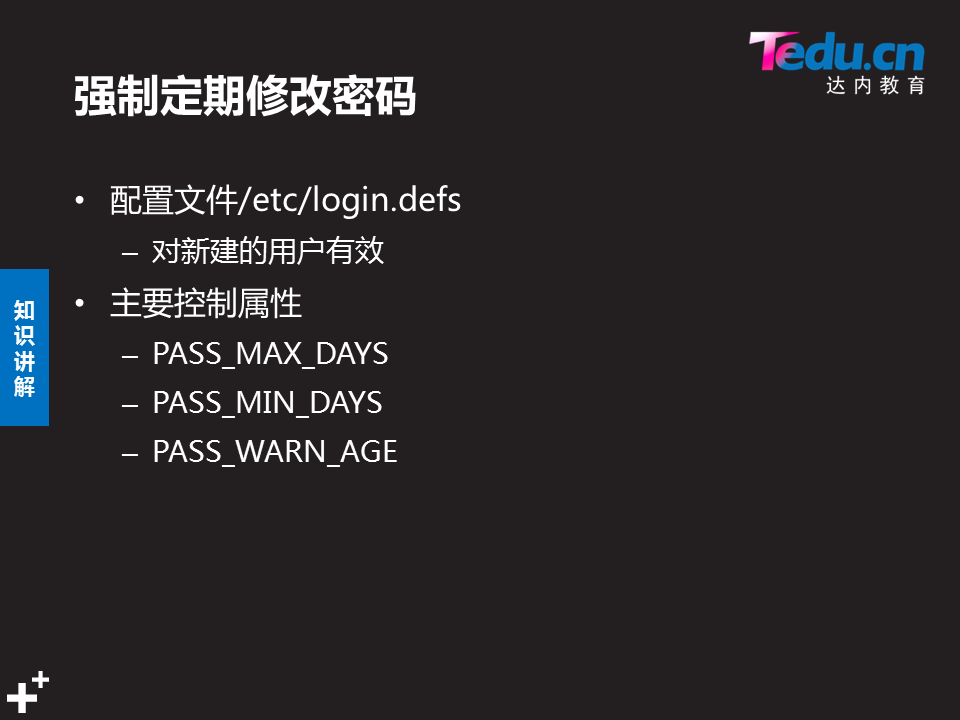 Tedu.cn
达内教育
强制定期修改密码
• 配置文件/etc/login.defs
– 对新建的用户有效
• 主要控制属性
– PASS_MAX_DAYS
– PASS_MIN_DAYS
– PASS_WARN_AGE
知
识
讲
解